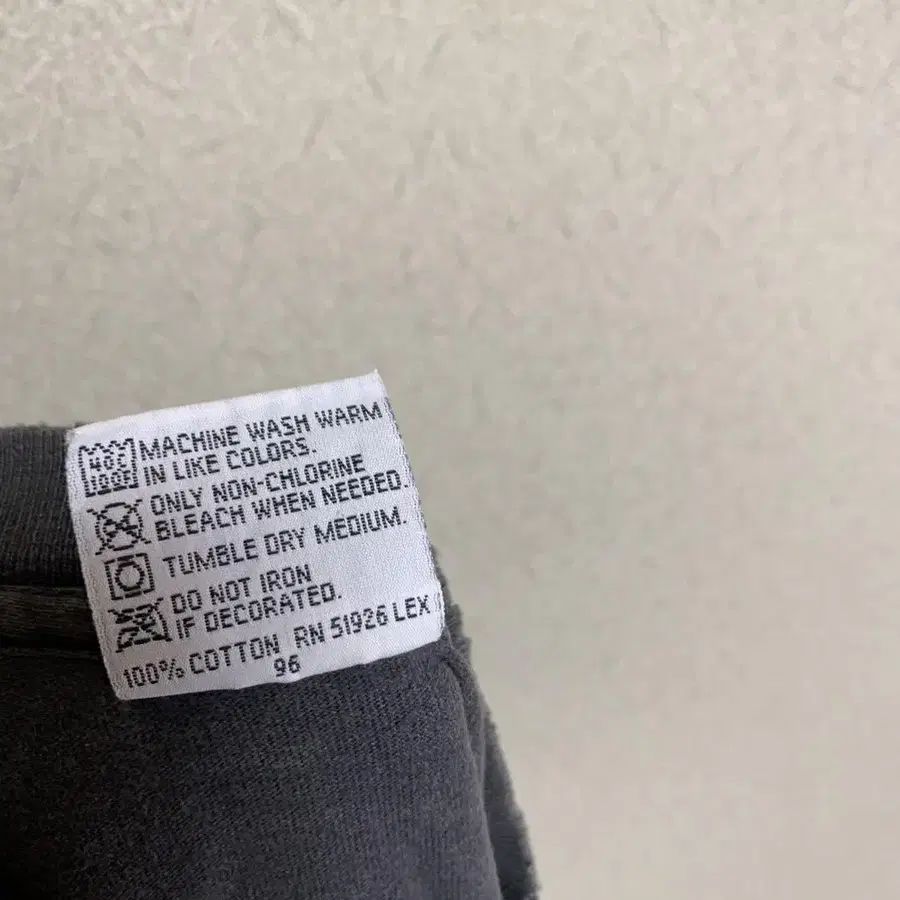 MACHINE WASH WARM
IN LIKE COLORS.
40C
ONLY NON-CHLORINE
BLEACH WHEN NEEDED.
TUMBLE DRY MEDIUM.
DO NOT IRON
IF DECORATED.
100% COTTON RN 51926 LEX
96